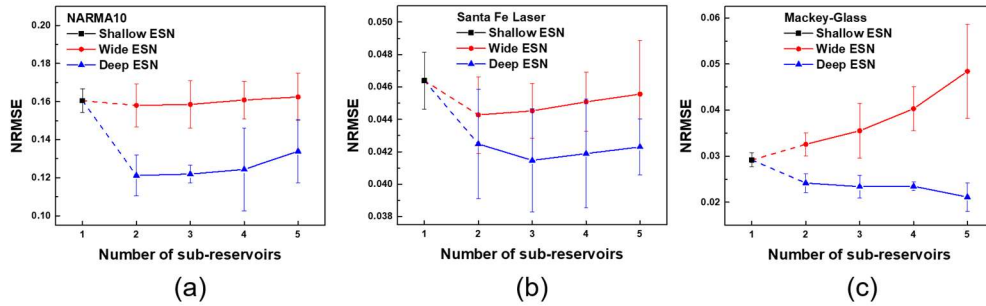 NARMA10
Shallow ESN
Wide ESN
Deep ESN
0.20
0.18
0.16
0.14
0.12
0.10
NRMSE
1 2 3 4 5
Number of sub-reservoirs
(a)
Santa Fe Laser
Shallow ESN
Wide ESN
Deep ESN
0.050
0.048
0.046
0.044
0.042
0.040
0.038
NRMSE
1 2 3 4 5
Number of sub-reservoirs
(b)
Mackey-Glass
Shallow ESN
Wide ESN
Deep ESN
0.06
0.05
0.04
0.03
0.02
NRMSE
1 2 3 4 5
Number of sub-reservoirs
(c)